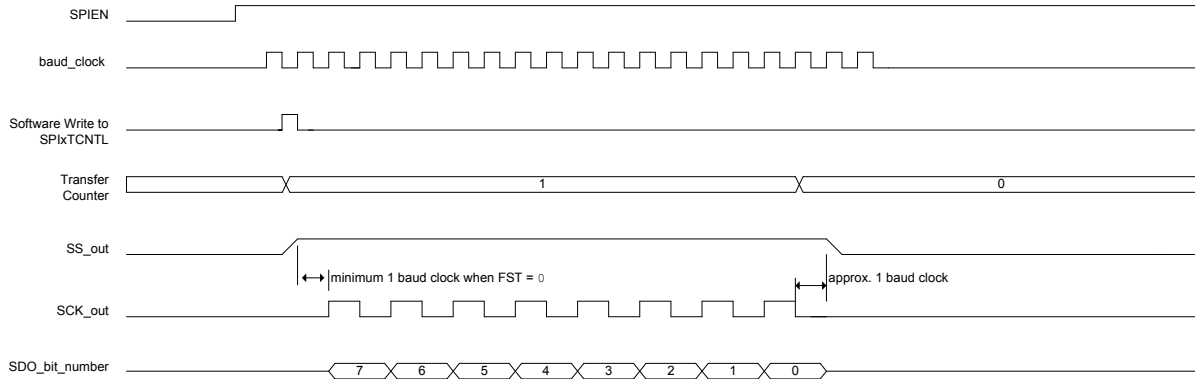 SPIEN
baud_clock
Software Write to
SPIxTCNTL
Transfer
Counter
1
0
SS_out
minimum 1 baud clock when FST = 0
approx. 1 baud clock
SCK_out
SDO_bit_number
7 6 5 4 3 2 1 0